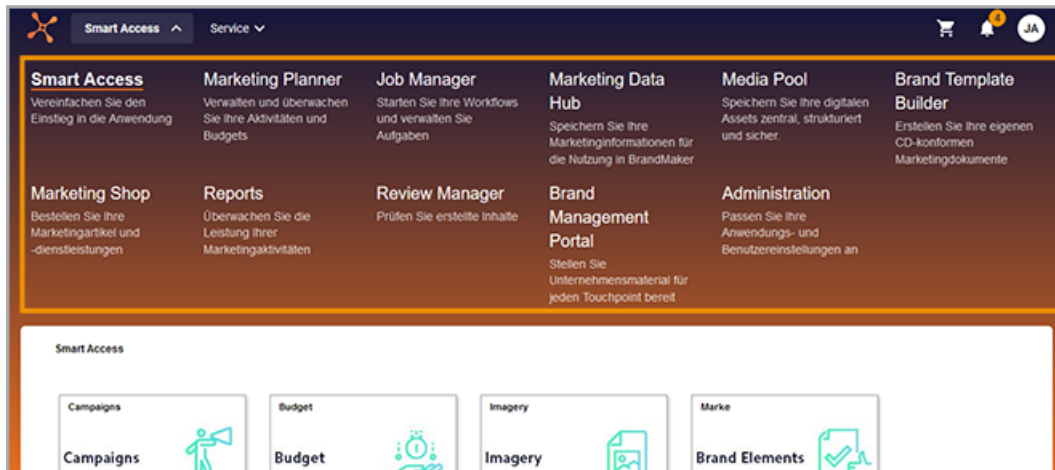 Smart Access
Service
4
JA
Smart Access
Vereinfachen Sie den
Einstieg in die Anwendung
Marketing Planner
Verwalten und überwachen
Sie Ihre Aktivitäten und
Budgets
Job Manager
Starten Sie Ihre Workflows
und verwalten Sie
Aufgaben
Marketing Data
Hub
Speichern Sie Ihre
Marketinginformationen für
die Nutzung in BrandMaker
Media Pool
Speichern Sie Ihre digitalen
Assets zentral, strukturiert
und sicher.
Brand Template
Builder
Erstellen Sie Ihre eigenen
CD-konformen
Marketingdokumente
Marketing Shop
Bestellen Sie Ihre
Marketingartikel und
-dienstleistungen
Reports
Überwachen Sie die
Leistung Ihrer
Marketingaktivitäten
Review Manager
Prüfen Sie erstellte Inhalte
Brand
Management
Portal
Stellen Sie
Unternehmensmaterial für
jeden Touchpoint bereit
Administration
Passen Sie Ihre
Anwendungs- und
Benutzereinstellungen an
Smart Access
Campaigns
Campaigns
Budget
Budget
Imagery
Imagery
Marke
Brand Elements